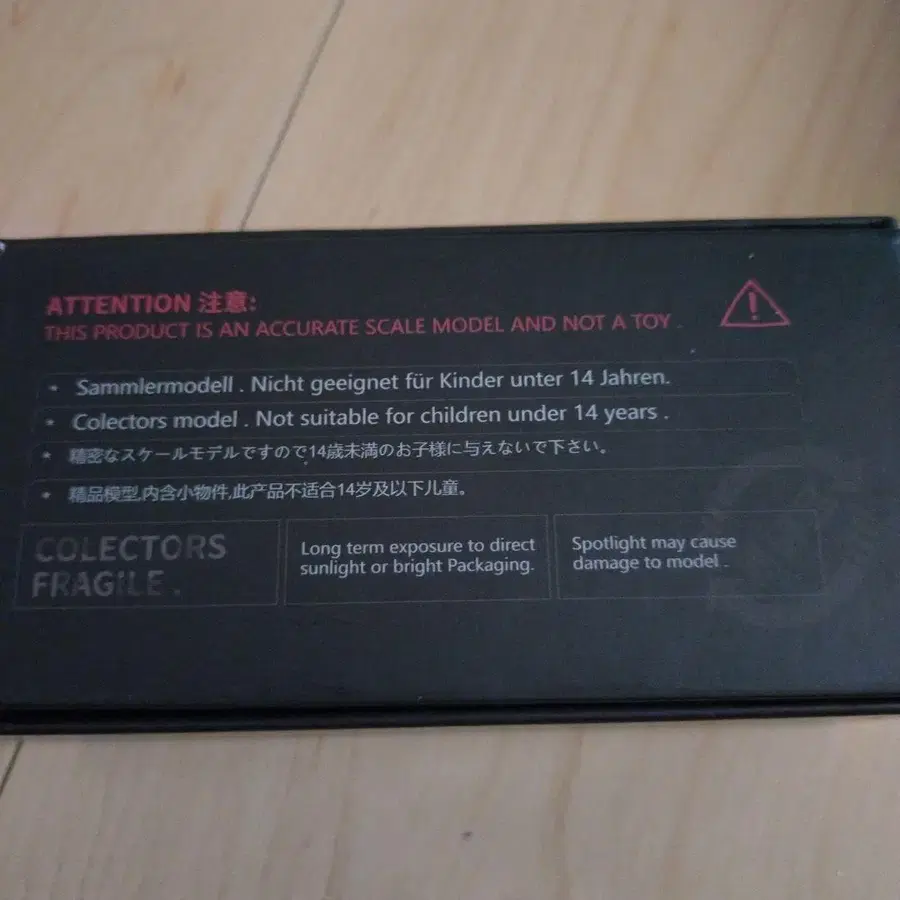 ATTENTION 注意:
THIS PRODUCT IS AN ACCURATE SCALE MODEL AND NOT A TOY .
• Sammlermodell . Nicht geeignet für Kinder unter 14 Jahren.
• Colectors model . Not suitable for children under 14 years .
• 精密なスケールモデルですので14歳未満のお子様に与えないで下さい。
• 精品模型,内含小物件,此产品不适合14岁及以下儿童。
COLECTORS
FRAGILE .
Long term exposure to direct
sunlight or bright Packaging.
Spotlight may cause
damage to model .